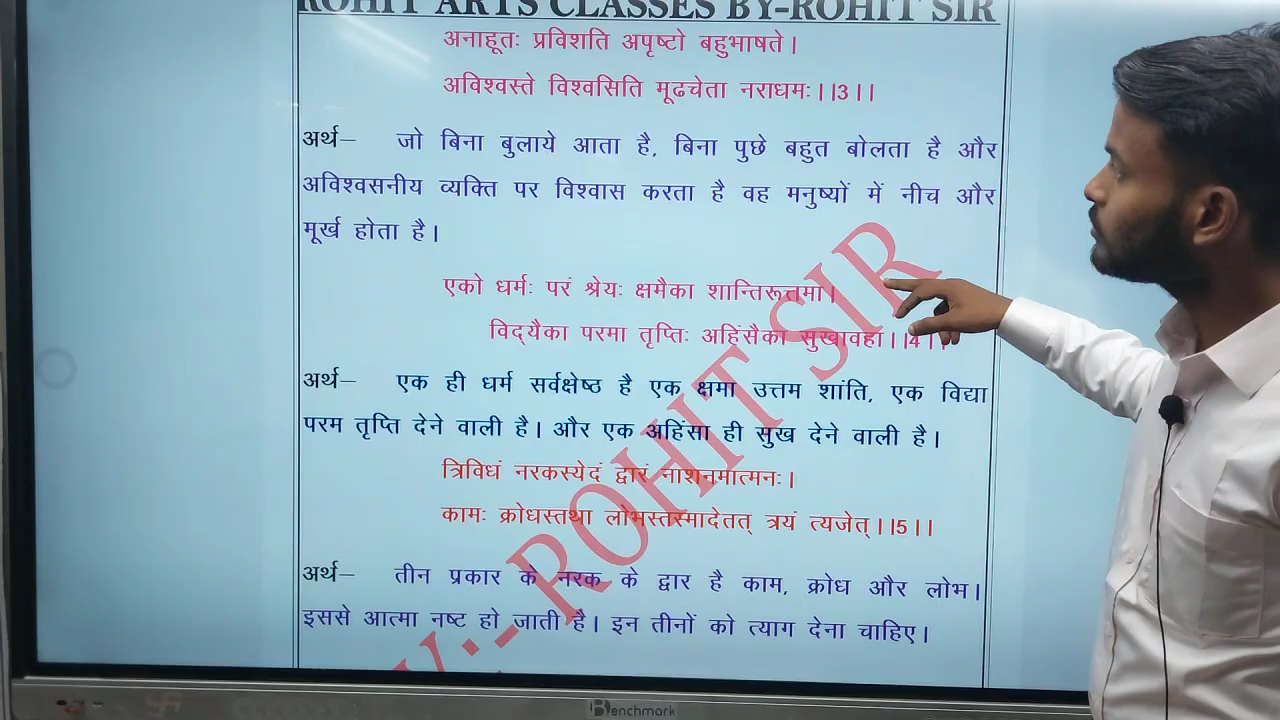 ROHIT ARTS CLASSES BY-ROHIT SIR
अनाहूतः प्रविशति अपृष्टो बहुभाषते।
अविश्वस्ते विश्वसिति मूढचेता नराधमः।।3।।
अर्थ– जो बिना बुलाये आता है, बिना पुछे बहुत बोलता है और
अविश्वसनीय व्यक्ति पर विश्वास करता है वह मनुष्यों में नीच और
मूर्ख होता है।
एको धर्मः परं श्रेयः क्षमैका शान्तिरूत्तमा।
विद्यैका परमा तृप्तिः अहिंसैका सुखावहा।।4।।
अर्थ– एक ही धर्म सर्वक्षेष्ठ है एक क्षमा उत्तम शांति, एक विद्या
परम तृप्ति देने वाली है। और एक अहिंसा ही सुख देने वाली है।
त्रिविधं नरकस्येदं द्वारं नाशनमात्मनः।
कामः क्रोधस्तथा लोभस्तस्मादेतत् त्रयं त्यजेत्।।5।।
अर्थ– तीन प्रकार के नरक के द्वार है काम, क्रोध और लोभ।
इससे आत्मा नष्ट हो जाती है। इन तीनों को त्याग देना चाहिए।
Y:-ROHIT SIR
Benchmark